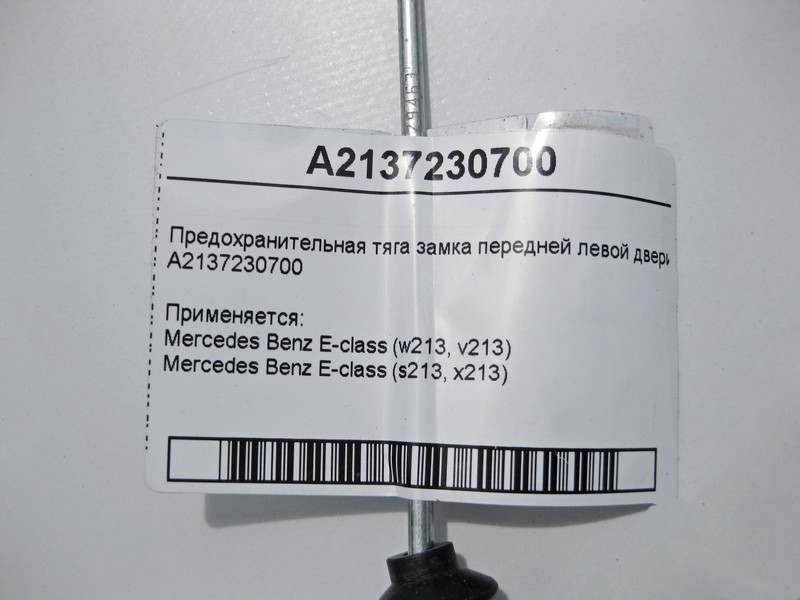 29463
A2137230700
Предохранительная тяга замка передней левой двери
A2137230700
Применяется:
Mercedes Benz E-class (w213, v213)
Mercedes Benz E-class (s213, x213)